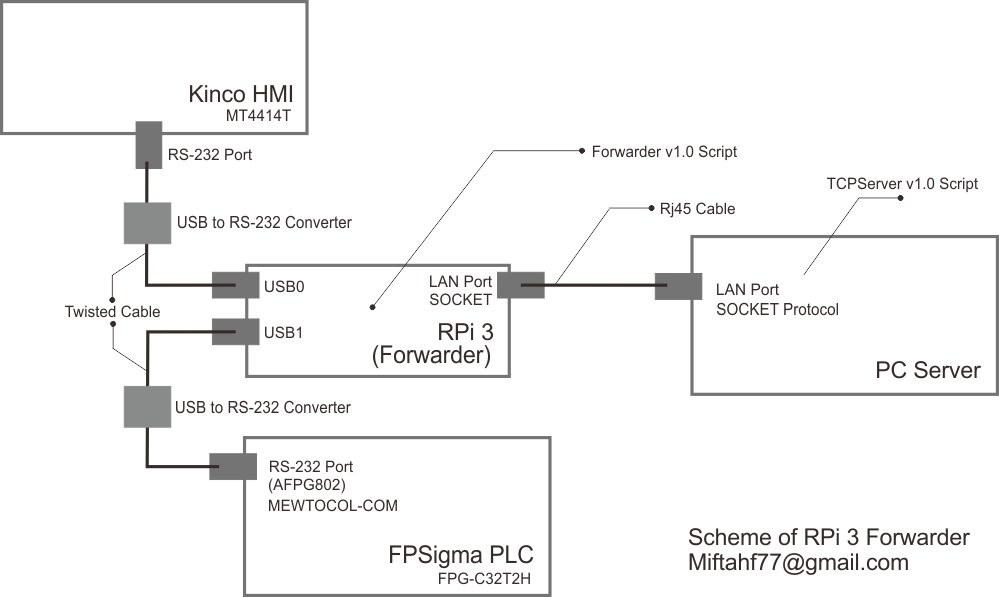 Kinco HMI
MT4414T
RS-232 Port
Forwarder v1.0 Script
TCPServer v1.0 Script
Rj45 Cable
USB to RS-232 Converter
USB0
LAN Port
SOCKET
LAN Port
SOCKET Protocol
Twisted Cable
USB1
RPi 3
(Forwarder)
PC Server
USB to RS-232 Converter
RS-232 Port
(AFPG802)
MEWTOCOL-COM
FPSigma PLC
FPG-C32T2H
Scheme of RPi 3 Forwarder
Miftahf77@gmail.com